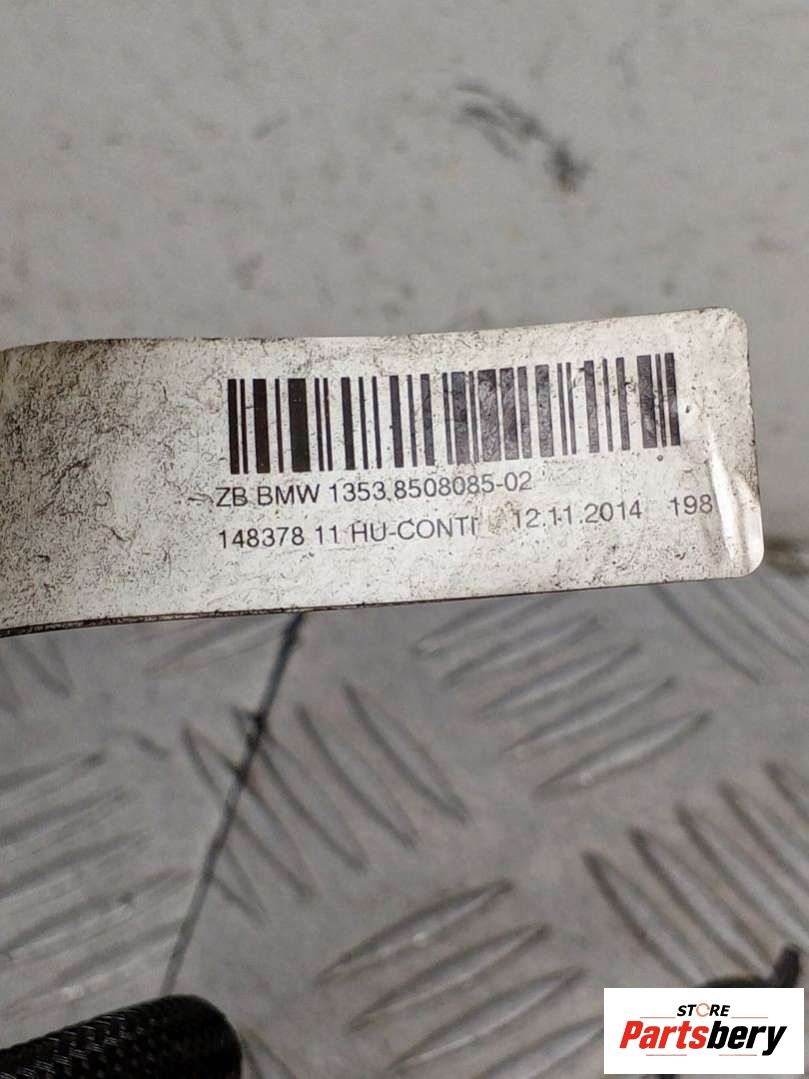 ZB BMW 1353.8508085-02
148378 11 HU-CONTI 12.11.2014 198
STORE
Partsbery